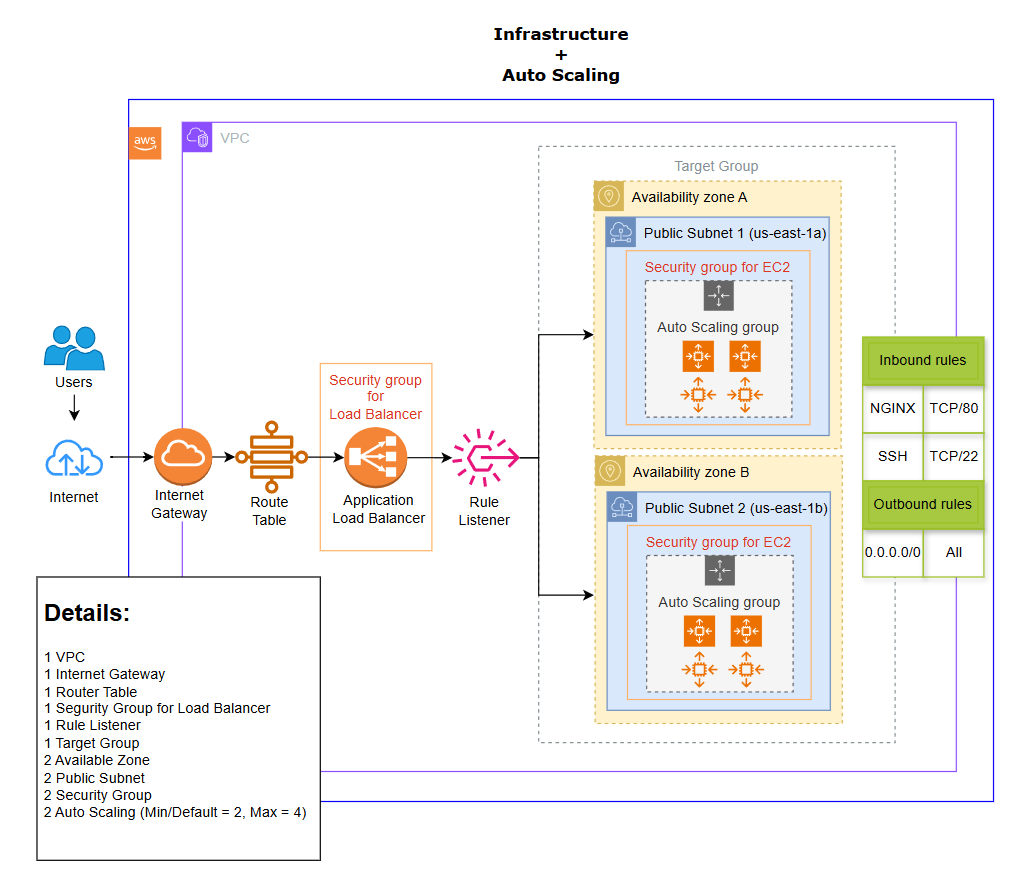 Infrastructure
+
Auto Scaling
aws
VPC
Target Group
Availability zone A
Public Subnet 1 (us-east-1a)
Security group for EC2
Auto Scaling group
Users
Internet
Internet
Gateway
Route
Table
Security group
for
Load Balancer
Application
Load Balancer
Rule
Listener
Availability zone B
Public Subnet 2 (us-east-1b)
Security group for EC2
Auto Scaling group
Inbound rules
NGINX TCP/80
SSH TCP/22
Outbound rules
0.0.0.0/0 All
Details:
1 VPC
1 Internet Gateway
1 Router Table
1 Segurity Group for Load Balancer
1 Rule Listener
1 Target Group
2 Available Zone
2 Public Subnet
2 Security Group
2 Auto Scaling (Min/Default = 2, Max = 4)